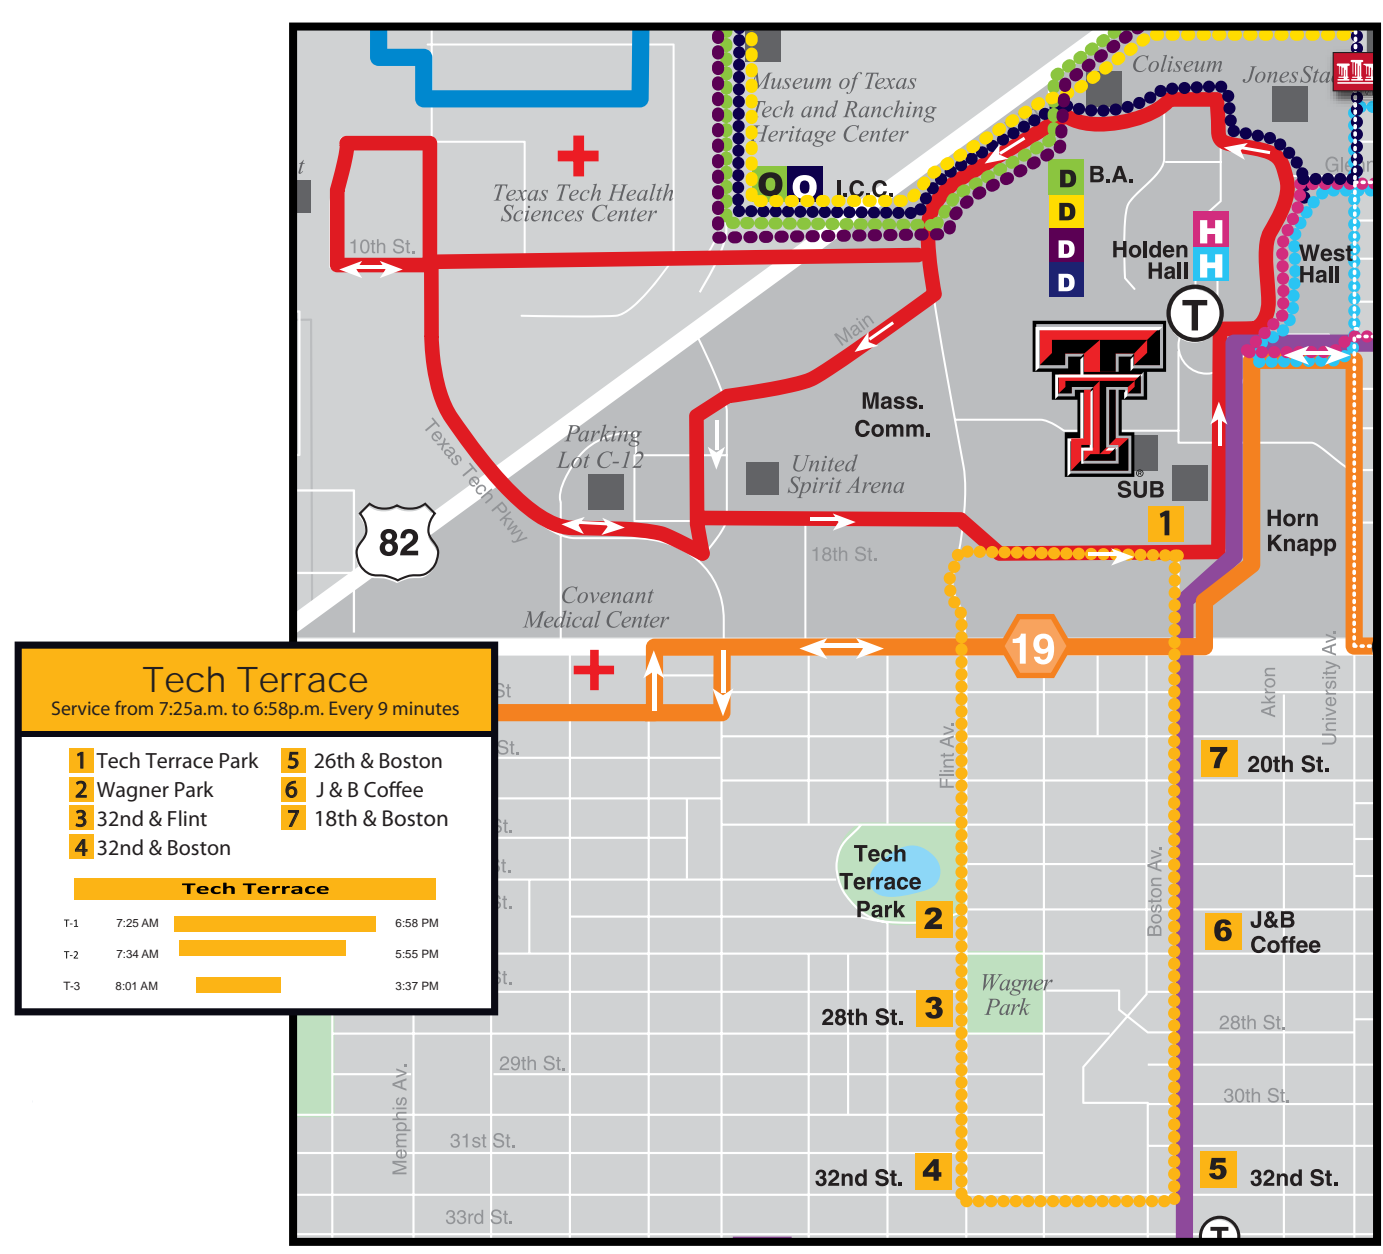 Museum of Texas
Tech and Ranching
Heritage Center
Coliseum
Jones Sta
t
Texas Tech Health
Sciences Center
O O I.C.C.
D B.A.
D
D
D
H
H
Holden
Hall
West
Hall
10th St.
T
Main
Mass.
Comm.
Texas Tech Pkwy
Parking
Lot C-12
United
Spirit Arena
®
SUB
1
Horn
Knapp
82
18th St.
Covenant
Medical Center
19
Tech Terrace
Service from 7:25a.m. to 6:58p.m. Every 9 minutes
1 Tech Terrace Park
2 Wagner Park
3 32nd & Flint
4 32nd & Boston
5 26th & Boston
6 J & B Coffee
7 18th & Boston
Tech Terrace
T-1 7:25 AM 6:58 PM
T-2 7:34 AM 5:55 PM
T-3 8:01 AM 3:37 PM
St
St.
St.
St.
St.
St.
Flint Av.
Boston Av.
Akron
University Av.
7 20th St.
Tech
Terrace
Park 2
6 J&B
Coffee
Wagner
Park
28th St. 3
28th St.
29th St.
30th St.
Memphis Av.
31st St.
32nd St. 4
5 32nd St.
33rd St.
T